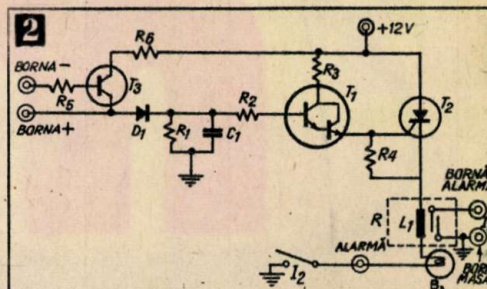 2
+12V
R6
BORNA-
R5
T3
R3
T1
T2
BORNA+
D1
R1
C1
R2
R4
BORNĂ
ALARMĂ
R
L1
ALARMĂ
I2